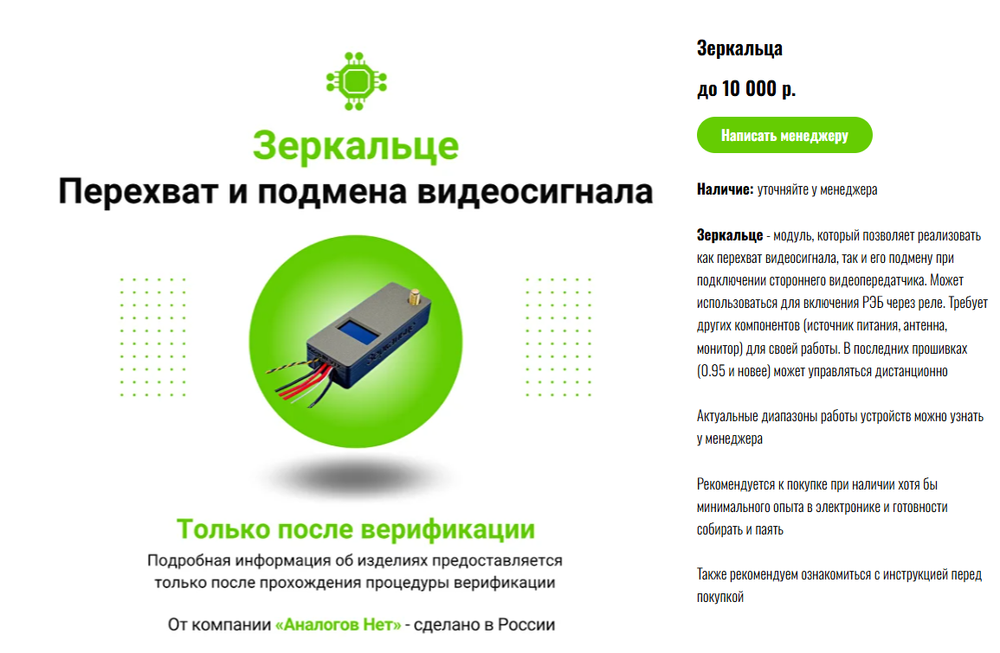 Зеркальце
Перехват и подмена видеосигнала
Только после верификации
Подробная информация об изделиях предоставляется
только после прохождения процедуры верификации
От компании «Аналогов Нет» - сделано в России
Зеркальца
до 10 000 р.
Написать менеджеру
Наличие: уточняйте у менеджера
Зеркальце - модуль, который позволяет реализовать
как перехват видеосигнала, так и его подмену при
подключении стороннего видеопередатчика. Может
использоваться для включения РЭБ через реле. Требует
других компонентов (источник питания, антенна,
монитор) для своей работы. В последних прошивках
(0.95 и новее) может управляться дистанционно
Актуальные диапазоны работы устройств можно узнать
у менеджера
Рекомендуется к покупке при наличии хотя бы
минимального опыта в электронике и готовности
собирать и паять
Также рекомендуем ознакомиться с инструкцией перед
покупкой